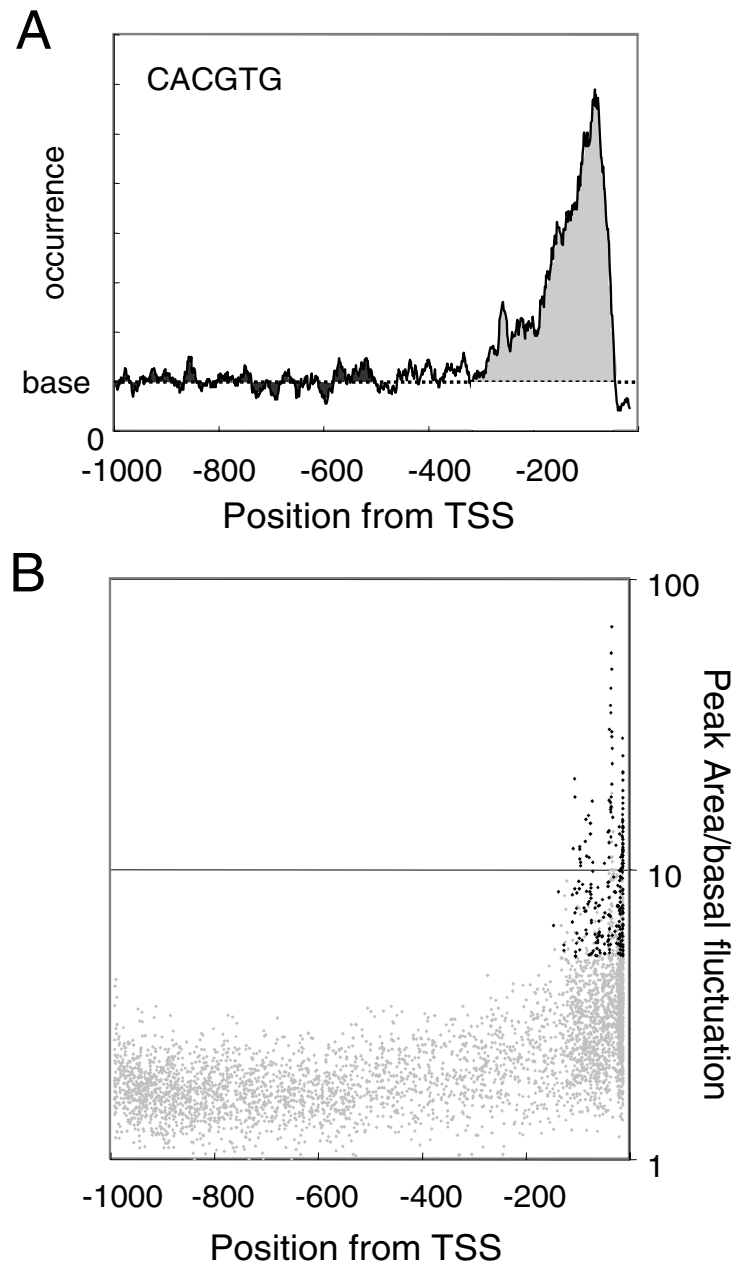 A
CACGTG
occurrence
base
0
-1000 -800 -600 -400 -200
Position from TSS
B
100
10
1
Peak Area/basal fluctuation
-1000 -800 -600 -400 -200
Position from TSS